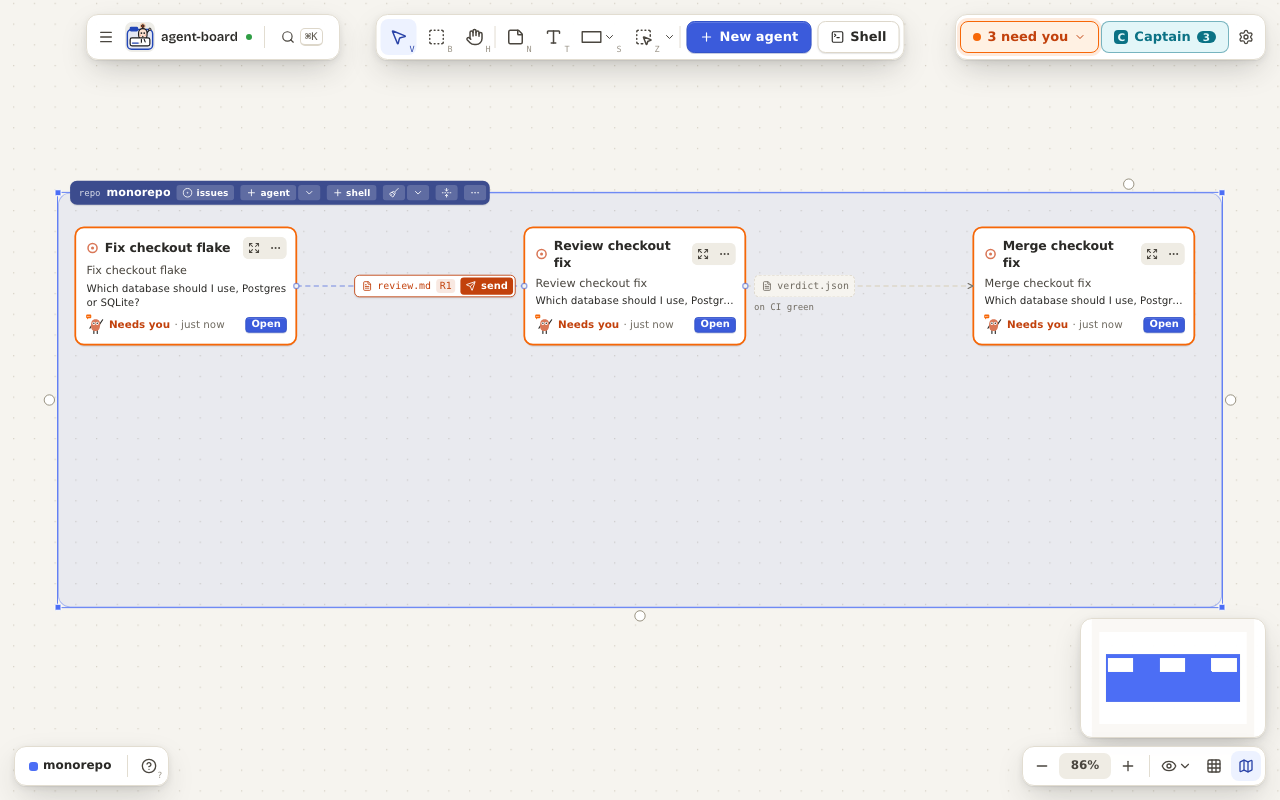 agent-board
⌘K
V
B
H
N
T
S
Z
+ New agent
Shell
3 need you
C Captain 3
repo monorepo issues + agent + shell
Fix checkout flake
Fix checkout flake
Which database should I use, Postgres
or SQLite?
Needs you · just now
Open
review.md R1 send
Review checkout
fix
Review checkout fix
Which database should I use, Postgr...
Needs you · just now
Open
verdict.json
on CI green
Merge checkout
fix
Merge checkout fix
Which database should I use, Postgr...
Needs you · just now
Open
monorepo
?
86%